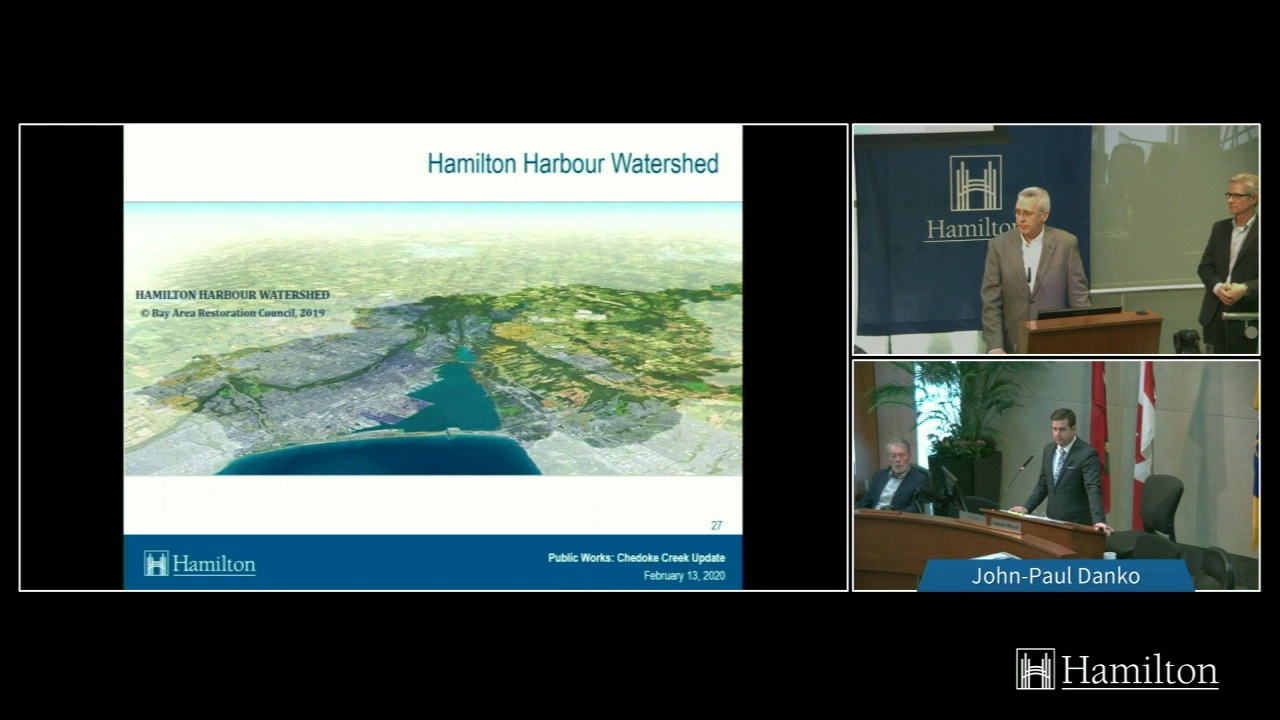 Hamilton Harbour Watershed
HAMILTON HARBOUR WATERSHED
© Bay Area Restoration Council, 2019
27
Hamilton
Public Works: Chedoke Creek Update
February 13, 2020
Hamilton
John-Paul Danko
Hamilton